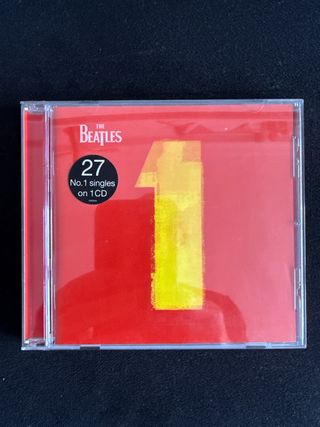 THE
BEATLES
27
No.1 singles
on 1CD
1